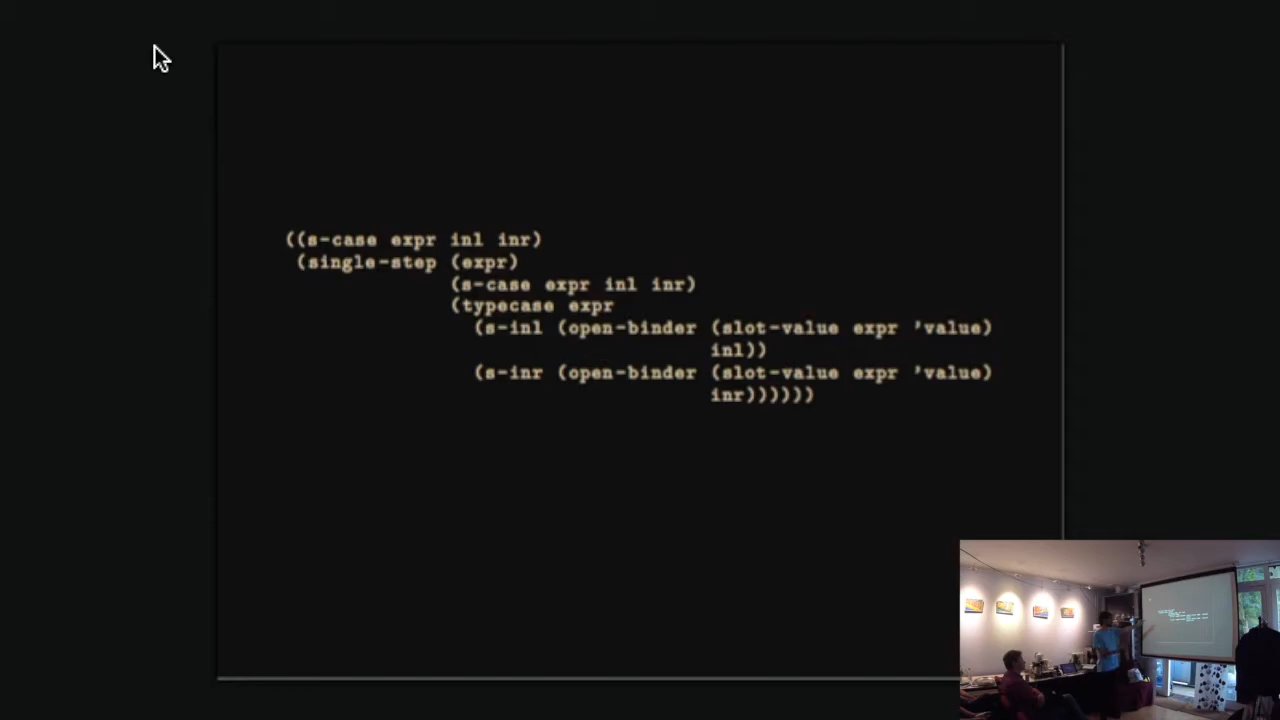 ((s-case expr inl inr)
(single-step (expr)
(s-case expr inl inr)
(typecase expr
(s-inl (open-binder (slot-value expr 'value)
inl))
(s-inr (open-binder (slot-value expr 'value)
inr))))))